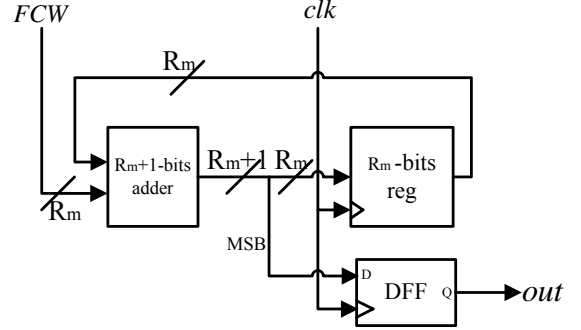 FCW
clk
Rm
Rm+1-bits
adder
Rm+1
Rm
Rm-bits
reg
Rm
MSB
D
DFF
Q
out